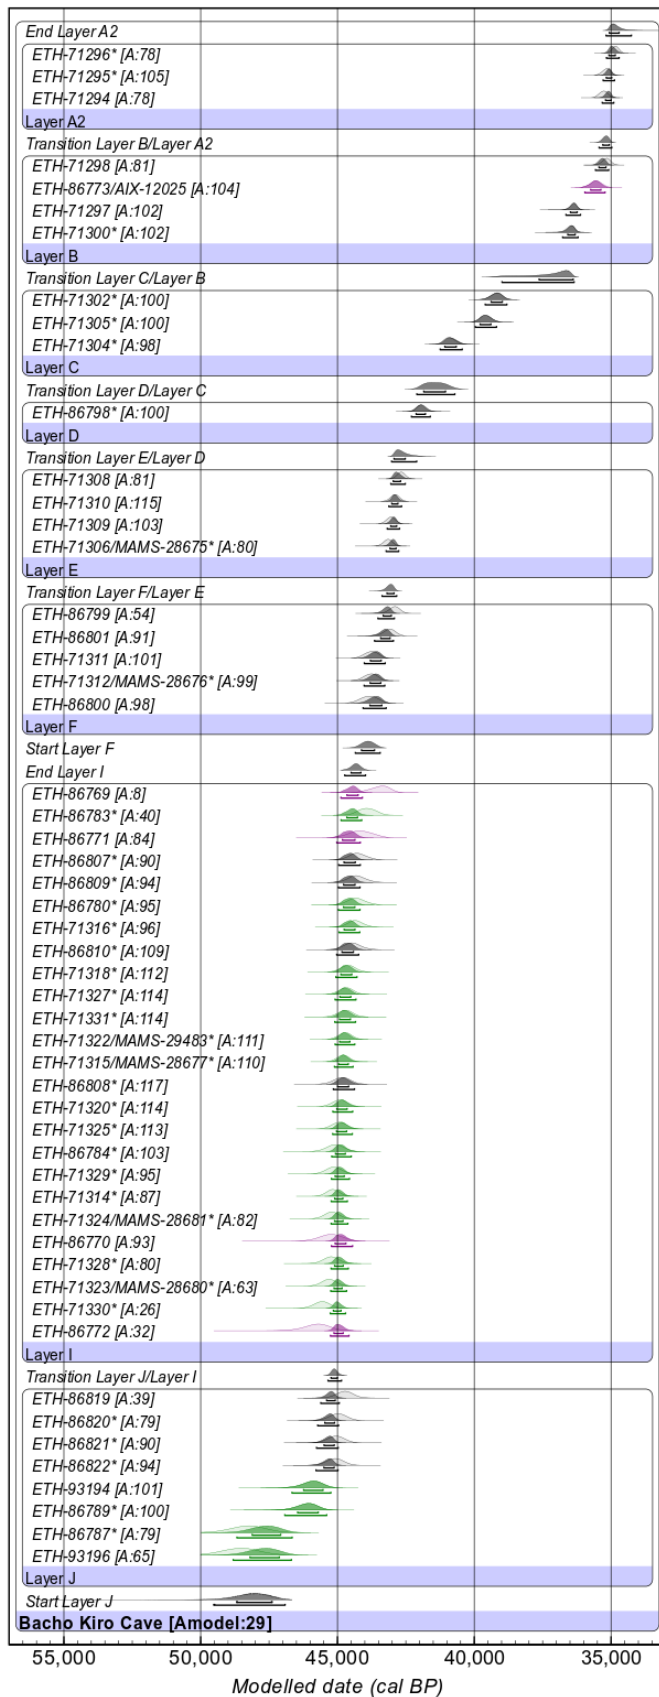 End Layer A2
ETH-71296* [A:78]
ETH-71295* [A:105]
ETH-71294 [A:78]
Layer A2
Transition Layer B/Layer A2
ETH-71298 [A:81]
ETH-86773/AIX-12025 [A:104]
ETH-71297 [A:102]
ETH-71300* [A:102]
Layer B
Transition Layer C/Layer B
ETH-71302* [A:100]
ETH-71305* [A:100]
ETH-71304* [A:98]
Layer C
Transition Layer D/Layer C
ETH-86798* [A:100]
Layer D
Transition Layer E/Layer D
ETH-71308 [A:81]
ETH-71310 [A:115]
ETH-71309 [A:103]
ETH-71306/MAMS-28675* [A:80]
Layer E
Transition Layer F/Layer E
ETH-86799 [A:54]
ETH-86801 [A:91]
ETH-71311 [A:101]
ETH-71312/MAMS-28676* [A:99]
ETH-86800 [A:98]
Layer F
Start Layer F
End Layer I
ETH-86769 [A:8]
ETH-86783* [A:40]
ETH-86771 [A:84]
ETH-86807* [A:90]
ETH-86809* [A:94]
ETH-86780* [A:95]
ETH-71316* [A:96]
ETH-86810* [A:109]
ETH-71318* [A:112]
ETH-71327* [A:114]
ETH-71331* [A:114]
ETH-71322/MAMS-29483* [A:111]
ETH-71315/MAMS-28677* [A:110]
ETH-86808* [A:117]
ETH-71320* [A:114]
ETH-71325* [A:113]
ETH-86784* [A:103]
ETH-71329* [A:95]
ETH-71314* [A:87]
ETH-71324/MAMS-28681* [A:82]
ETH-86770 [A:93]
ETH-71328* [A:80]
ETH-71323/MAMS-28680* [A:63]
ETH-71330* [A:26]
ETH-86772 [A:32]
Layer I
Transition Layer J/Layer I
ETH-86819 [A:39]
ETH-86820* [A:79]
ETH-86821* [A:90]
ETH-86822* [A:94]
ETH-93194 [A:101]
ETH-86789* [A:100]
ETH-86787* [A:79]
ETH-93196 [A:65]
Layer J
Start Layer J
Bacho Kiro Cave [Amodel:29]
55,000 50,000 45,000 40,000 35,000
Modelled date (cal BP)